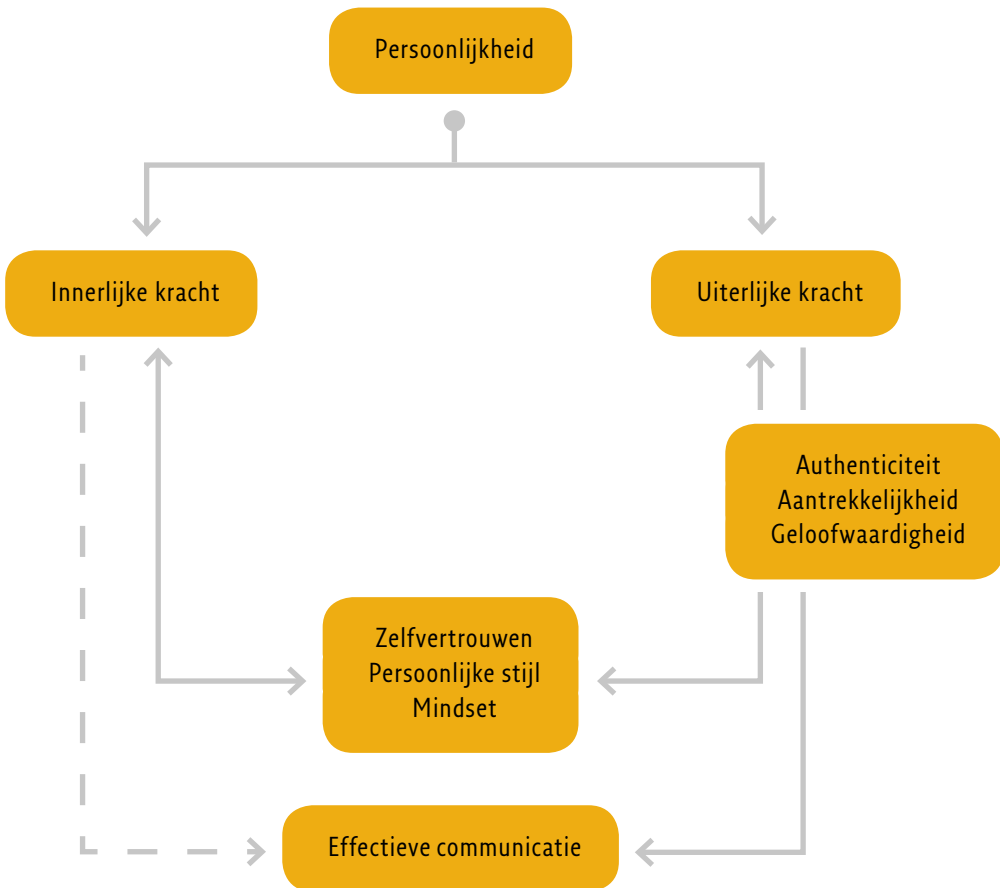 Persoonlijkheid
Innerlijke kracht
Uiterlijke kracht
Authenticiteit
Aantrekkelijkheid
Geloofwaardigheid
Zelfvertrouwen
Persoonlijke stijl
Mindset
Effectieve communicatie